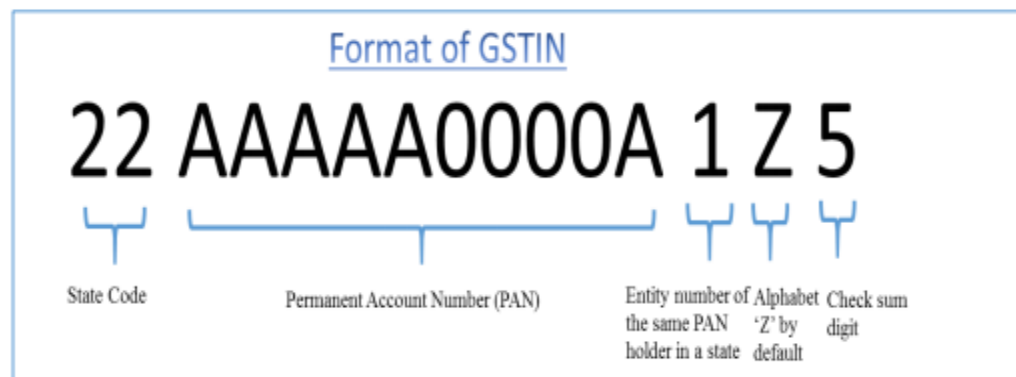 Format of GSTIN
22 AAAAA0000A 1 Z 5
State Code
Permanent Account Number (PAN)
Entity number of
the same PAN
holder in a state
Alphabet
‘Z’ by
default
Check sum
digit